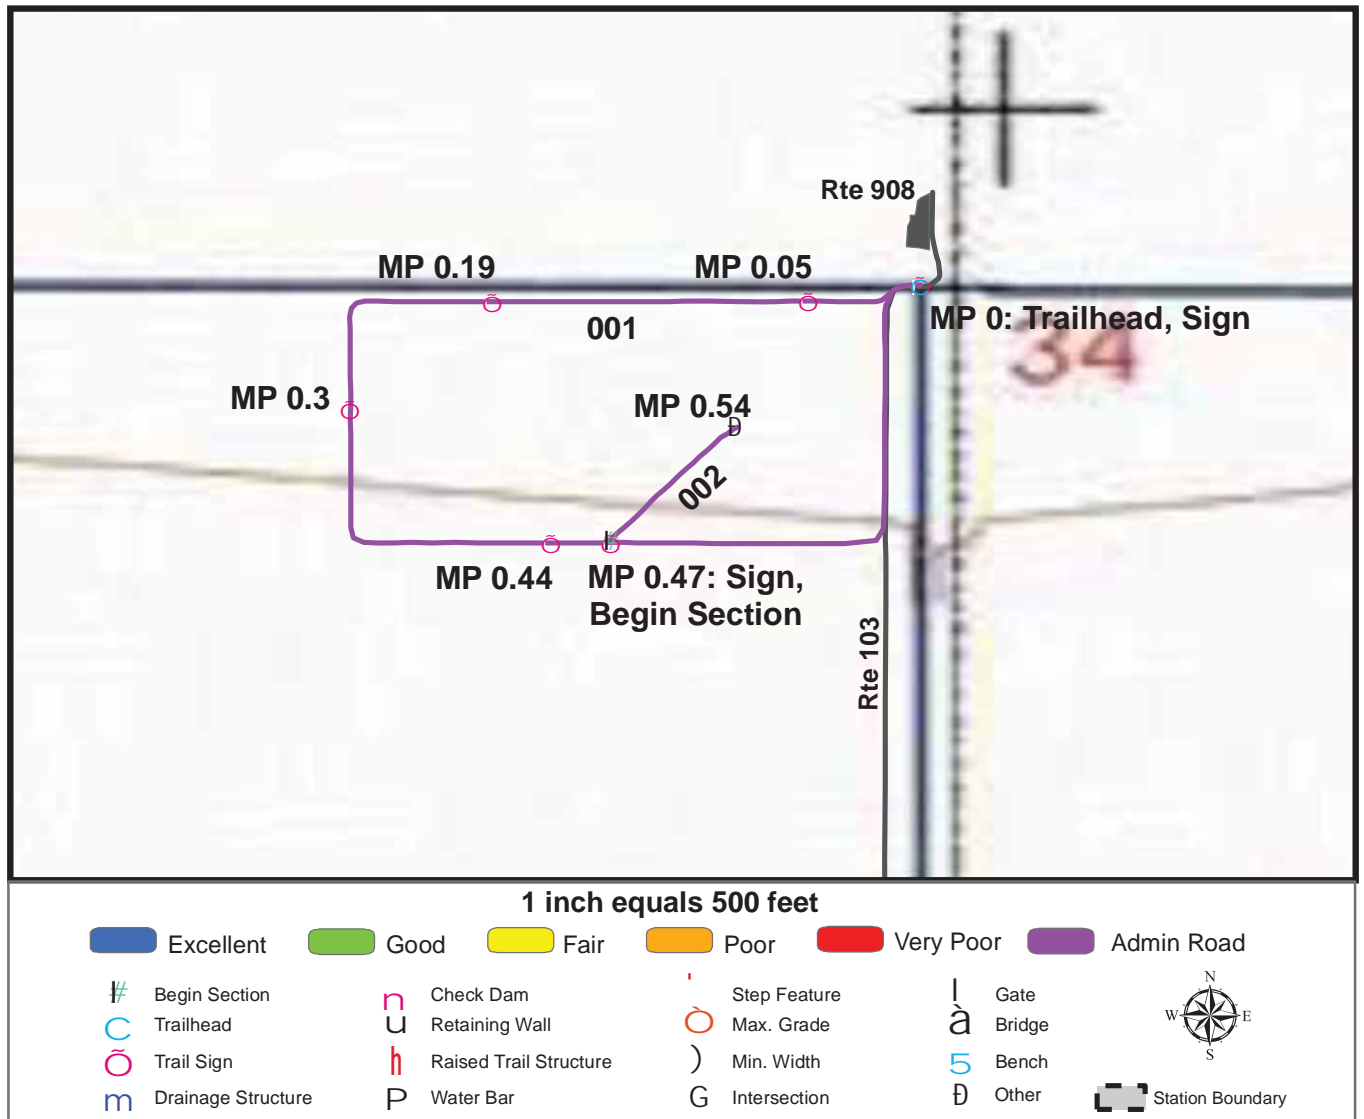 Rte 908
MP 0.19
MP 0.05
001
MP 0: Trailhead, Sign
34
MP 0.3
MP 0.54
Ð
002
MP 0.44
MP 0.47: Sign,
Begin Section
Rte 103
1 inch equals 500 feet
Excellent
Good
Fair
Poor
Very Poor
Admin Road
Begin Section
n Check Dam
' Step Feature
l Gate
C Trailhead
u Retaining Wall
Ò Max. Grade
à Bridge
Õ Trail Sign
h Raised Trail Structure
) Min. Width
5 Bench
m Drainage Structure
P Water Bar
G Intersection
Ð Other
Station Boundary
N
W E
S